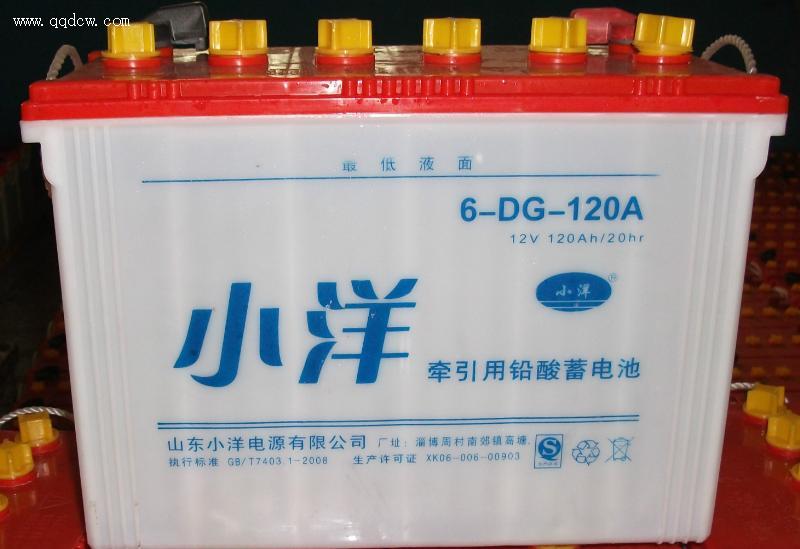 www.qqdcw.com
最低液面
6-DG-120A
12V 120Ah/20hr
小洋
小洋 ®
牵引用铅酸蓄电池
山东小洋电源有限公司 厂址:淄博周村南郊镇高塘.
执行标准 GB/T7403.1-2008 生产许可证 XK06-006-00903